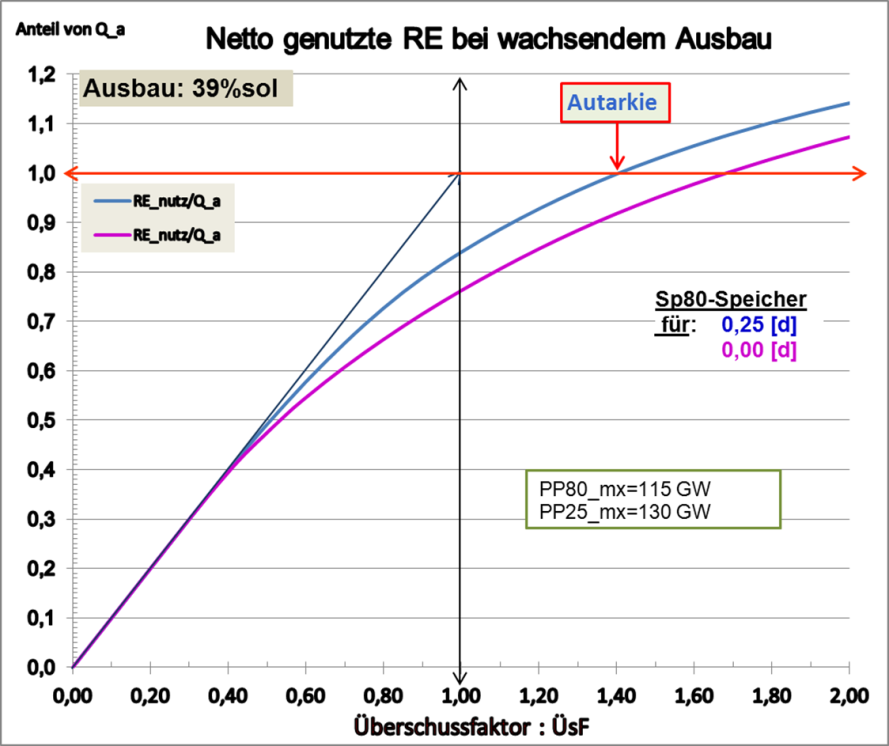 Anteil von Q_a
Netto genutzte RE bei wachsendem Ausbau
Ausbau: 39%sol
Autarkie
RE_nutz/Q_a
RE_nutz/Q_a
Sp80-Speicher
für: 0,25 [d]
0,00 [d]
PP80_mx=115 GW
PP25_mx=130 GW
1,2
1,1
1,0
0,9
0,8
0,7
0,6
0,5
0,4
0,3
0,2
0,1
0,0
0,00 0,20 0,40 0,60 0,80 1,00 1,20 1,40 1,60 1,80 2,00
Überschussfaktor : ÜsF